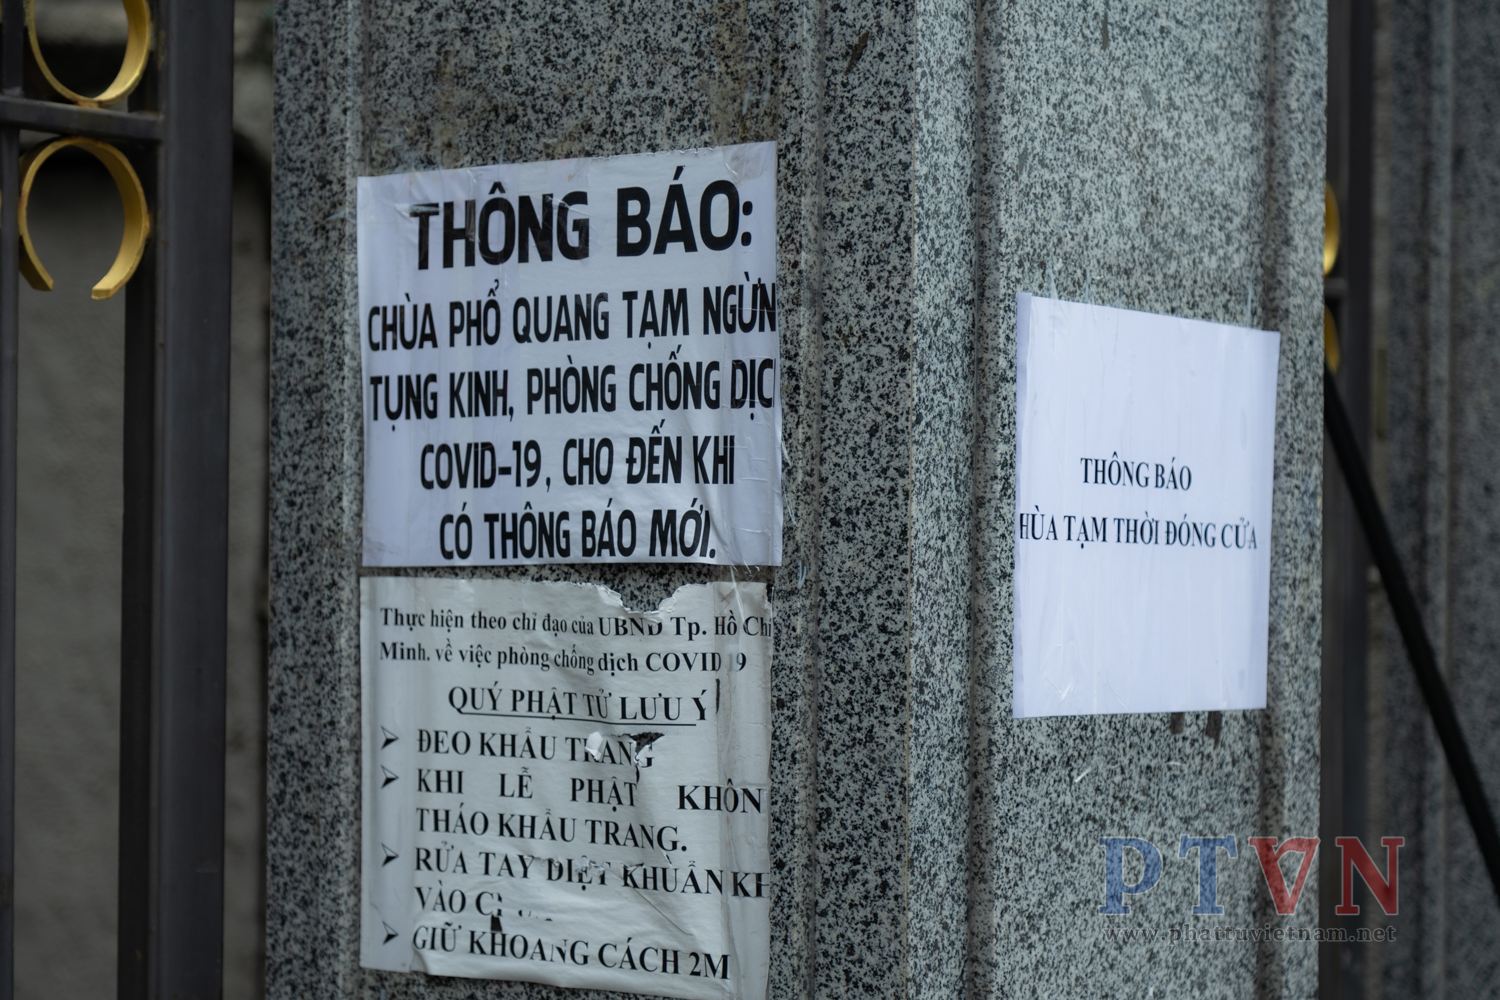 THÔNG BÁO:
CHÙA PHỔ QUANG TẠM NGỪN
TỤNG KINH, PHÒNG CHỐNG DỊC
COVID-19, CHO ĐẾN KHI
CÓ THÔNG BÁO MỚI.
Thực hiện theo chỉ đạo của UBND Tp. Hồ Chí
Minh. về việc phòng chống dịch COVID 19
QUÝ PHẬT TỬ LƯU Ý
ĐEO KHẨU TRANG
KHI LỄ PHẬT KHÔN
THÁO KHẨU TRANG.
RỬA TAY DIỆT KHUẨN KH
VÀO
GIỮ KHOẢNG CÁCH 2M
THÔNG BÁO
HÙA TẠM THỜI ĐÓNG CỬA
PTVN
www.phattuvietnam.net